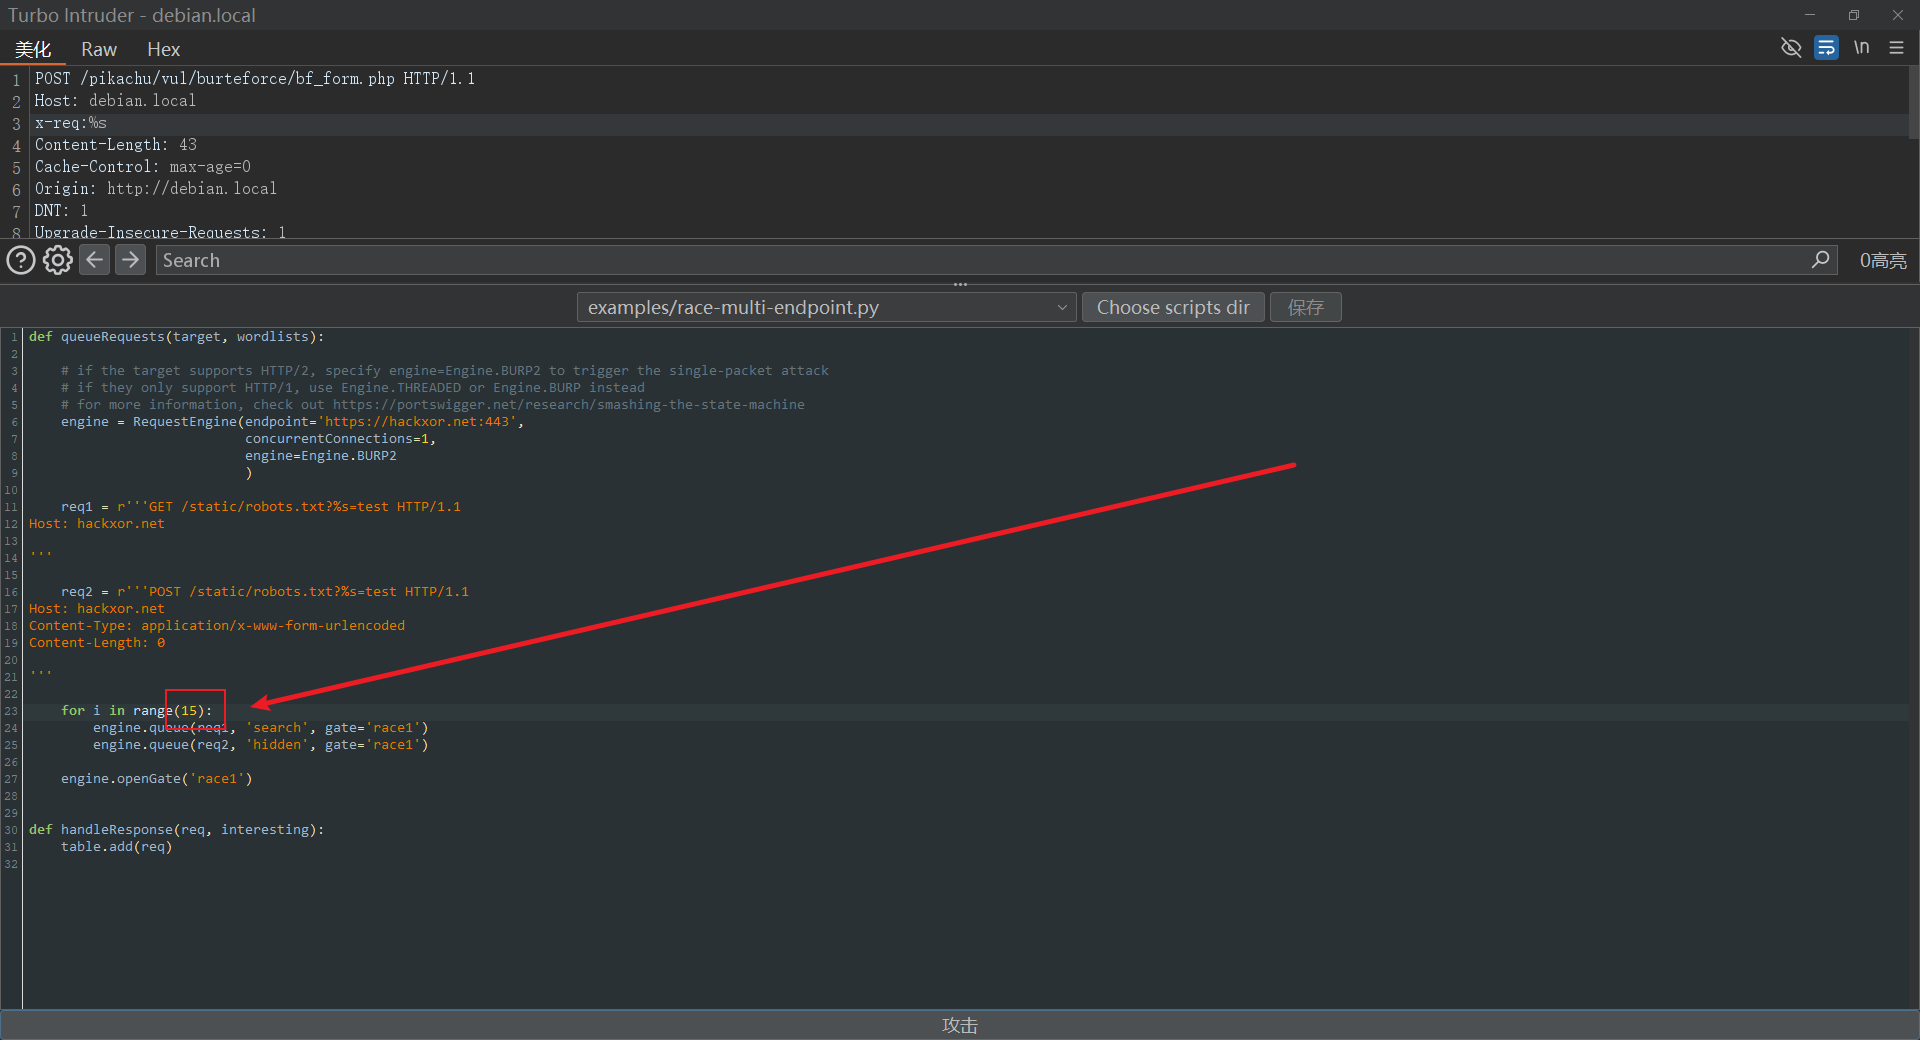 Turbo Intruder - debian.local
美化 Raw Hex
\n
1 POST /pikachu/vul/burteforce/bf_form.php HTTP/1.1
2 Host: debian.local
3 x-req:%s
4 Content-Length: 43
5 Cache-Control: max-age=0
6 Origin: http://debian.local
7 DNT: 1
8 Upgrade-Insecure-Requests: 1
Search
0高亮
examples/race-multi-endpoint.py
Choose scripts dir
保存
1 def queueRequests(target, wordlists):
2
3 # if the target supports HTTP/2, specify engine=Engine.BURP2 to trigger the single-packet attack
4 # if they only support HTTP/1, use Engine.THREADED or Engine.BURP instead
5 # for more information, check out https://portswigger.net/research/smashing-the-state-machine
6 engine = RequestEngine(endpoint='https://hackxor.net:443',
7 concurrentConnections=1,
8 engine=Engine.BURP2
9 )
10
11 req1 = r'''GET /static/robots.txt?%s=test HTTP/1.1
12 Host: hackxor.net
13
14 '''
15
16 req2 = r'''POST /static/robots.txt?%s=test HTTP/1.1
17 Host: hackxor.net
18 Content-Type: application/x-www-form-urlencoded
19 Content-Length: 0
20
21 '''
22
23 for i in range(15):
24 engine.queue(req1, 'search', gate='race1')
25 engine.queue(req2, 'hidden', gate='race1')
26
27 engine.openGate('race1')
28
29
30 def handleResponse(req, interesting):
31 table.add(req)
32
攻击